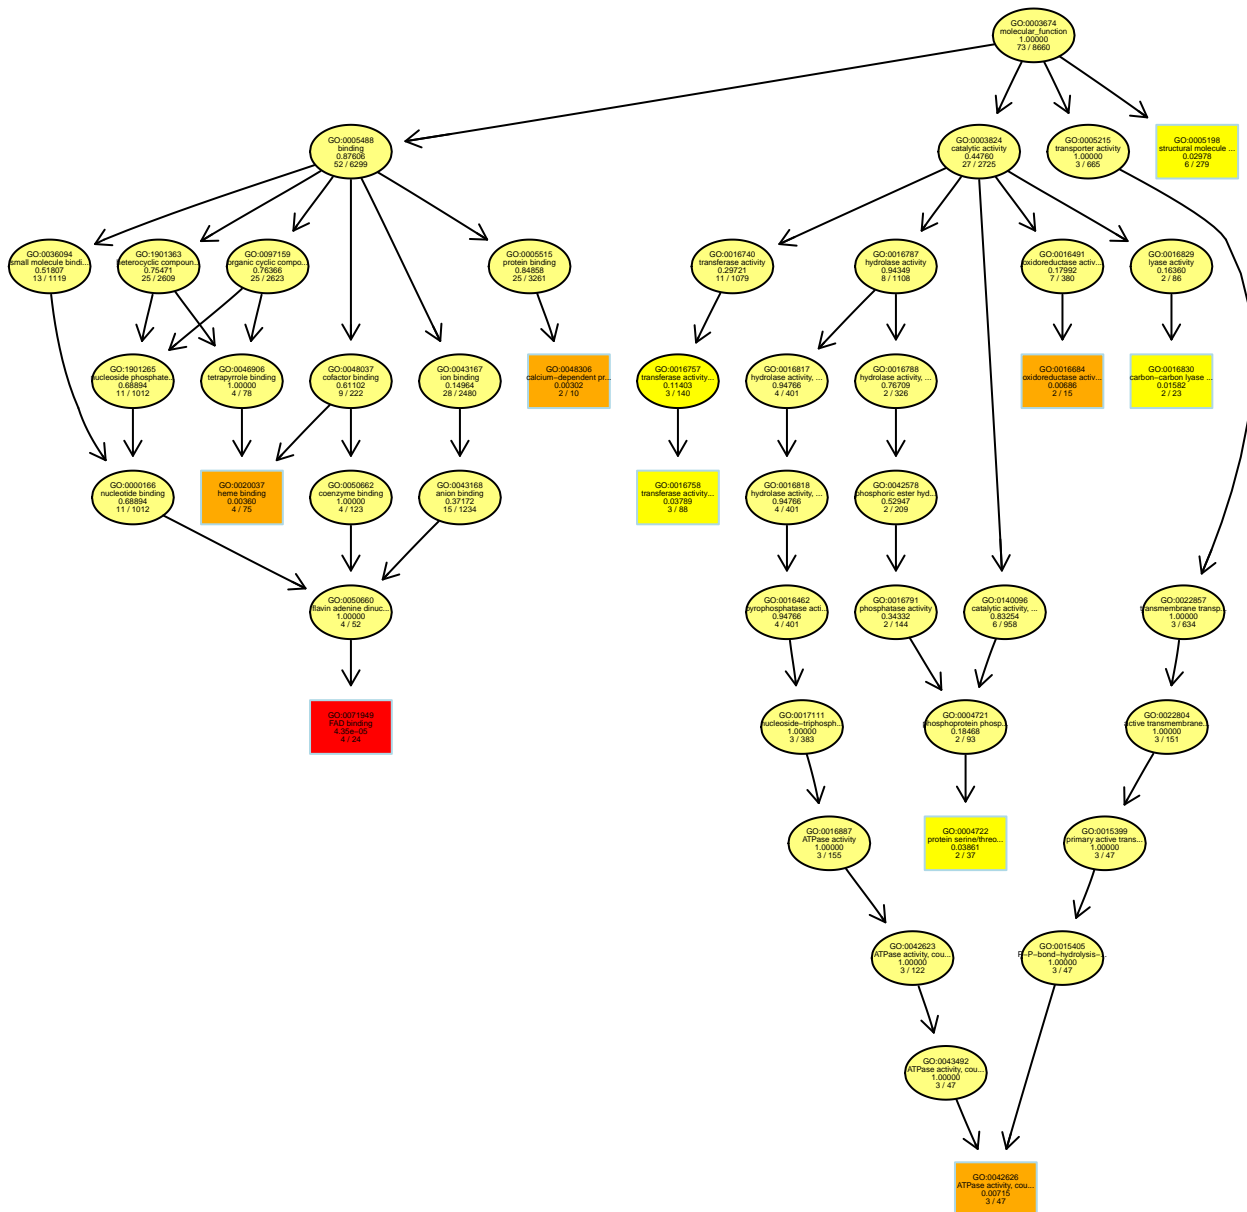 GO:0003674
molecular_function
1.00000
73 / 8660
GO:0005488
binding
0.87606
52 / 6299
GO:0003824
catalytic activity
0.44760
27 / 2725
GO:0005215
transporter activity
1.00000
3 / 665
GO:0005198
structural molecule ...
0.02978
6 / 279
GO:0036094
small molecule bindi...
0.51807
13 / 1119
GO:1901363
heterocyclic compoun...
0.75471
25 / 2609
GO:0097159
organic cyclic compo...
0.76366
25 / 2623
GO:0005515
protein binding
0.84858
25 / 3261
GO:0016740
transferase activity
0.29721
11 / 1079
GO:0016787
hydrolase activity
0.94349
8 / 1108
GO:0016491
oxidoreductase activ...
0.17992
7 / 380
GO:0016829
lyase activity
0.16360
2 / 86
GO:1901265
nucleoside phosphate...
0.68894
11 / 1012
GO:0046906
tetrapyrrole binding
1.00000
4 / 78
GO:0048037
cofactor binding
0.61102
9 / 222
GO:0043167
ion binding
0.14964
28 / 2480
GO:0048306
calcium−dependent pr...
0.00302
2 / 10
GO:0016757
transferase activity...
0.11403
3 / 140
GO:0016817
hydrolase activity, ...
0.94766
4 / 401
GO:0016788
hydrolase activity, ...
0.76709
2 / 326
GO:0016684
oxidoreductase activ...
0.00686
2 / 15
GO:0016830
carbon−carbon lyase ...
0.01582
2 / 23
GO:0000166
nucleotide binding
0.68894
11 / 1012
GO:0020037
heme binding
0.00360
4 / 75
GO:0050662
coenzyme binding
1.00000
4 / 123
GO:0043168
anion binding
0.37172
15 / 1234
GO:0016758
transferase activity...
0.03789
3 / 88
GO:0016818
hydrolase activity, ...
0.94766
4 / 401
GO:0042578
phosphoric ester hyd...
0.52947
2 / 209
GO:0050660
flavin adenine dinuc...
1.00000
4 / 52
GO:0016462
pyrophosphatase acti...
0.94766
4 / 401
GO:0016791
phosphatase activity
0.34332
2 / 144
GO:0140096
catalytic activity, ...
0.83254
6 / 958
GO:0022857
transmembrane transp...
1.00000
3 / 634
GO:0071949
FAD binding
4.35e−05
4 / 24
GO:0017111
nucleoside−triphosph...
1.00000
3 / 383
GO:0004721
phosphoprotein phosp...
0.18468
2 / 93
GO:0022804
active transmembrane...
1.00000
3 / 151
GO:0016887
ATPase activity
1.00000
3 / 155
GO:0004722
protein serine/threo...
0.03861
2 / 37
GO:0015399
primary active trans...
1.00000
3 / 47
GO:0042623
ATPase activity, cou...
1.00000
3 / 122
GO:0015405
P−P−bond−hydrolysis−...
1.00000
3 / 47
GO:0043492
ATPase activity, cou...
1.00000
3 / 47
GO:0042626
ATPase activity, cou...
0.00715
3 / 47